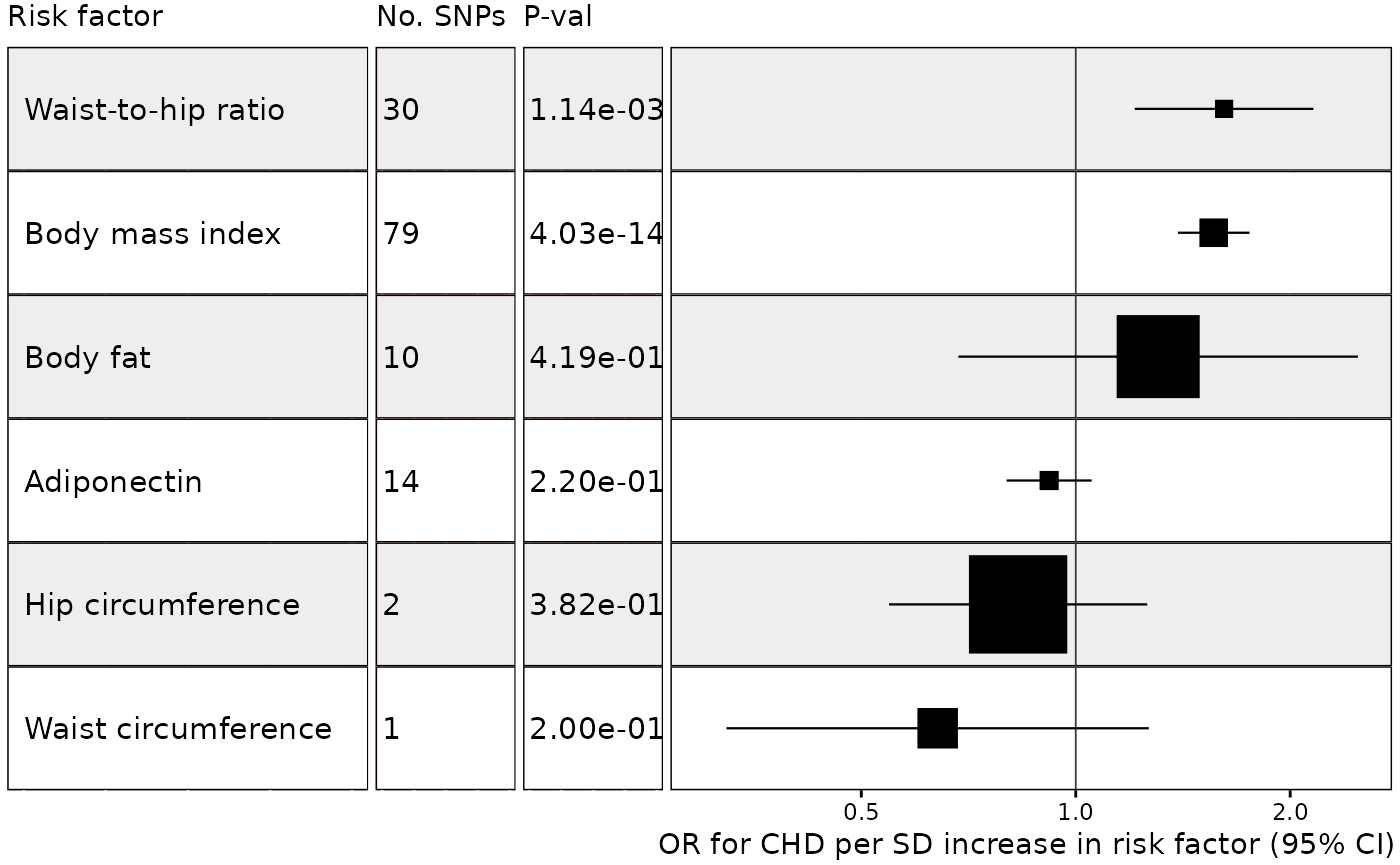 Risk factor No. SNPs P-val
Waist-to-hip ratio 30 1.14e-03
Body mass index 79 4.03e-14
Body fat 10 4.19e-01
Adiponectin 14 2.20e-01
Hip circumference 2 3.82e-01
Waist circumference 1 2.00e-01
0.5 1.0 2.0
OR for CHD per SD increase in risk factor (95% CI)